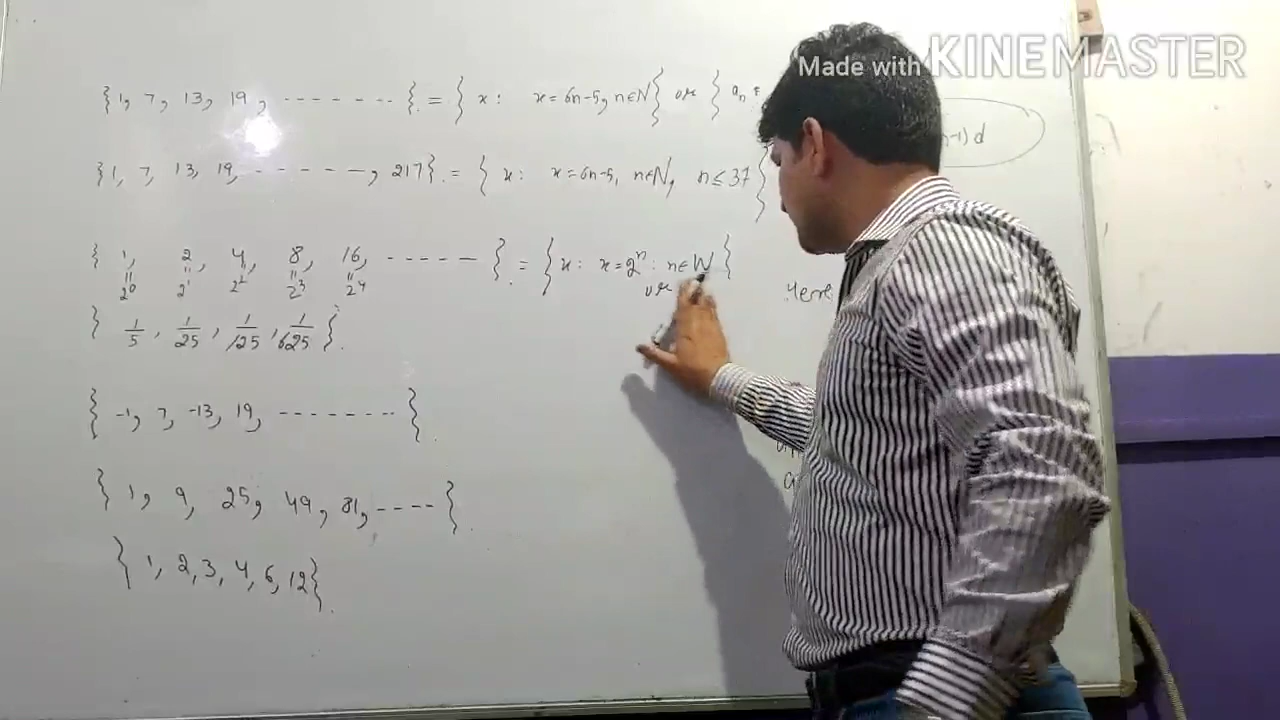 Made with KINEMASTER
{1, 7, 13, 19, -------} = { x : x = 6n-5, n∈N} or } aₙ =
n-1) d
{1, 7, 13, 19, ------, 217} = { x : x = 6n-5, n∈N, n ≤ 37}
{ 1, 2, 4, 8, 16, ------ } = { x : x = 2ⁿ : n∈W }
" " " " "
2⁰ 2¹ 2² 2³ 2⁴ or Here
{ 1/5, 1/25, 1/125, 1/625 }.
{ -1, 7, -13, 19, -------- }.
{ 1, 9, 25, 49, 81, ---- }.
{ 1, 2, 3, 4, 6, 12}.